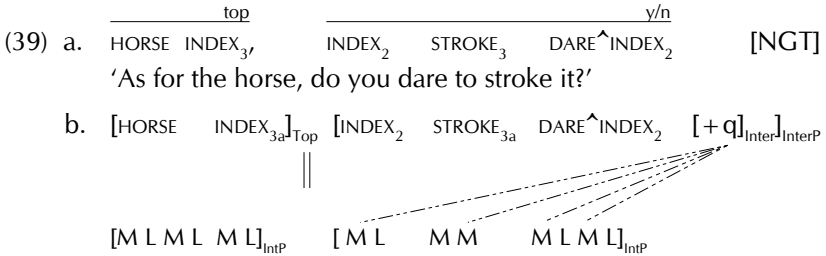 top y/n
(39) a. HORSE INDEX₃, INDEX₂ STROKE₃ DARE^INDEX₂ [NGT]
‘As for the horse, do you dare to stroke it?’
b. [HORSE INDEX₃ₐ]Top [INDEX₂ STROKE₃ₐ DARE^INDEX₂ [+q]Inter]InterP
[M L M L M L]IntP [M L M M M L M L]IntP